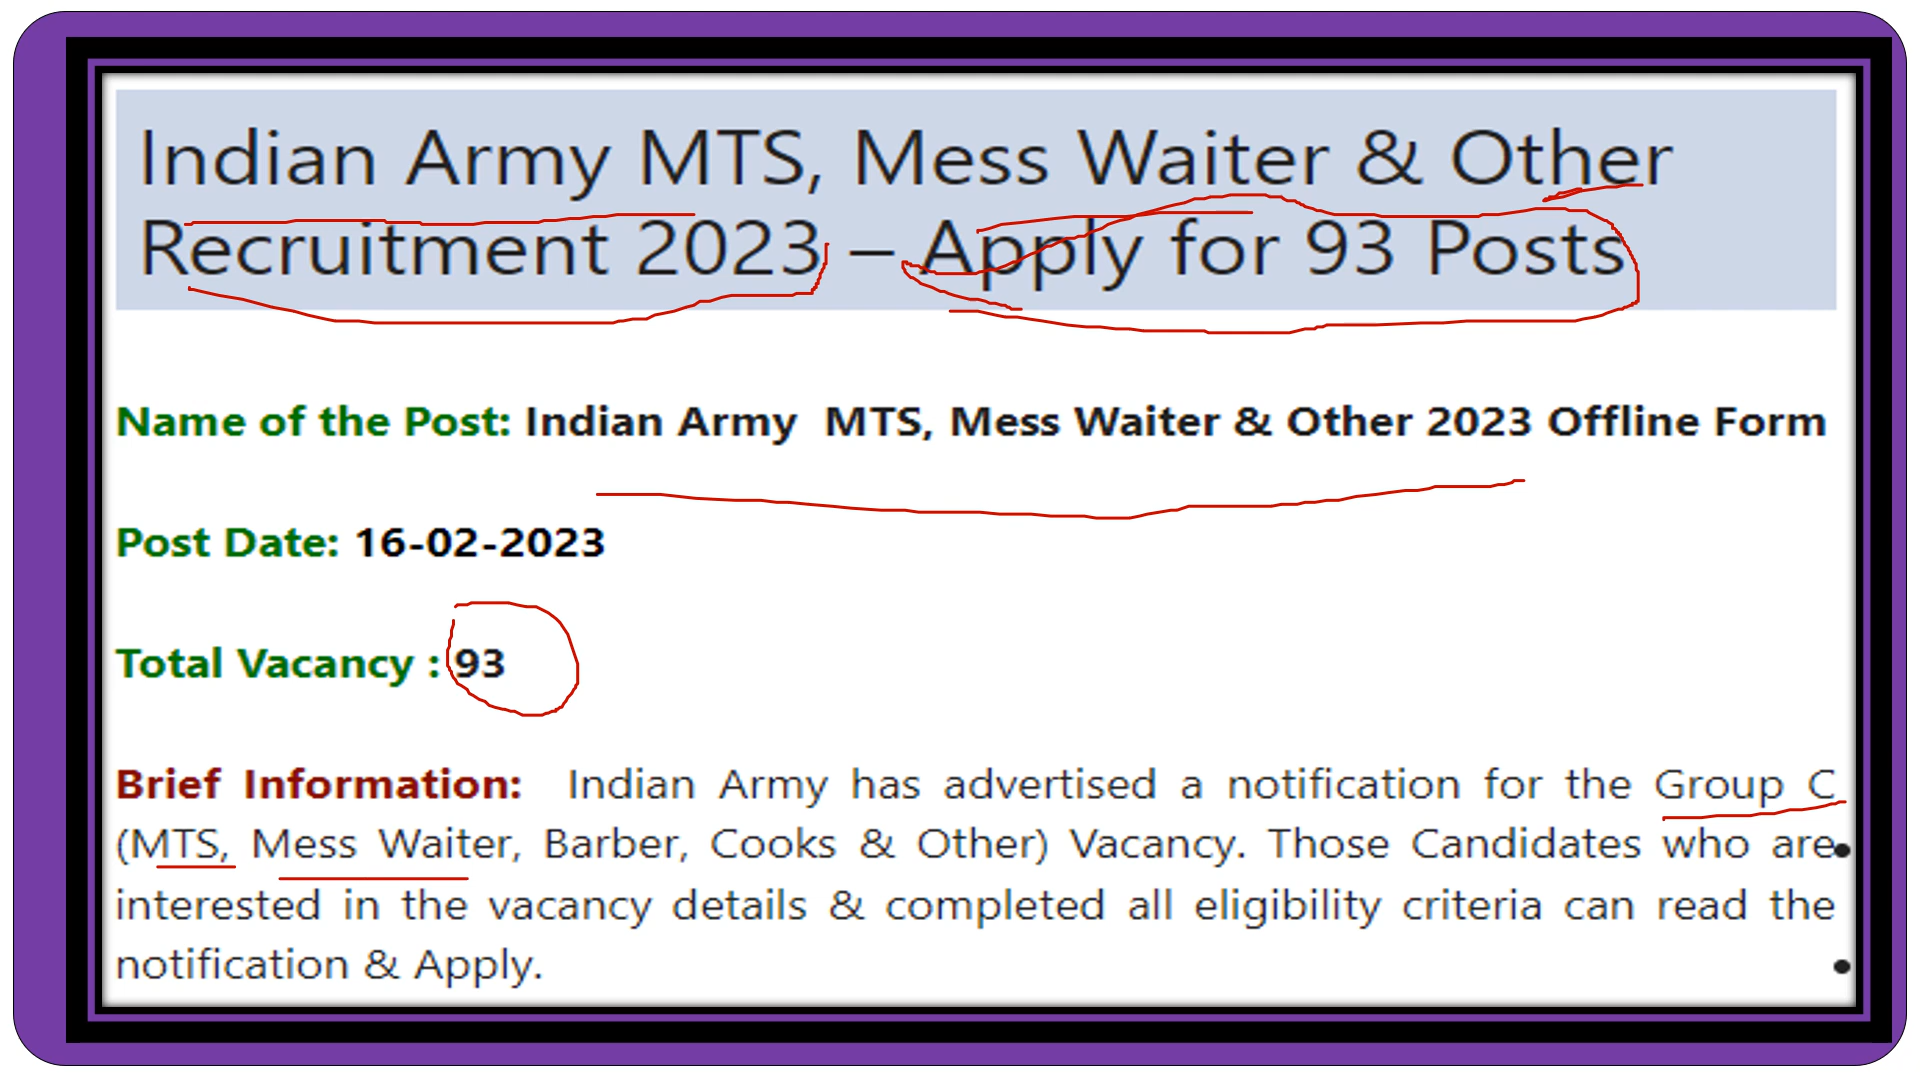 Indian Army MTS, Mess Waiter & Other
Recruitment 2023 – Apply for 93 Posts
Name of the Post: Indian Army  MTS, Mess Waiter & Other 2023 Offline Form
Post Date: 16-02-2023
Total Vacancy : 93
Brief Information:  Indian Army has advertised a notification for the Group C
(MTS, Mess Waiter, Barber, Cooks & Other) Vacancy. Those Candidates who are
interested in the vacancy details & completed all eligibility criteria can read the
notification & Apply.